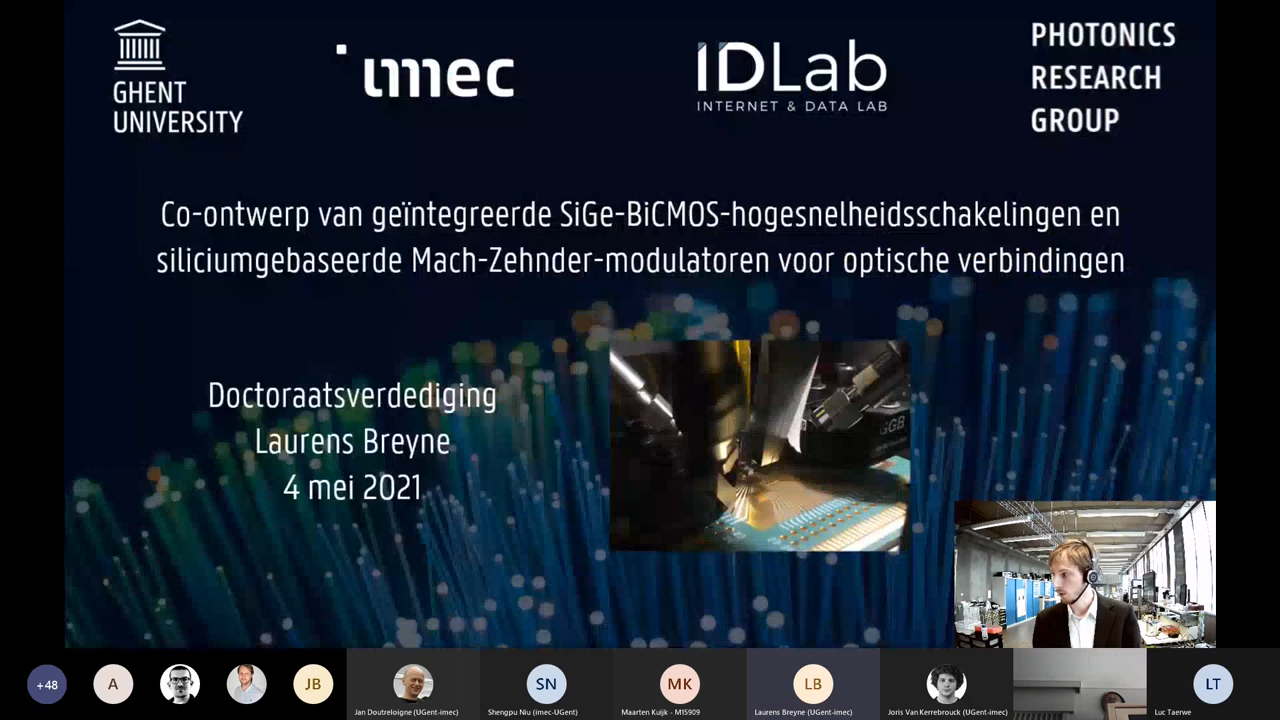 GHENT
UNIVERSITY
imec
IDLab
INTERNET & DATA LAB
PHOTONICS
RESEARCH
GROUP
Co-ontwerp van geïntegreerde SiGe-BiCMOS-hogesnelheidsschakelingen en
siliciumgebaseerde Mach-Zehnder-modulatoren voor optische verbindingen
Doctoraatsverdediging
Laurens Breyne
4 mei 2021
GGB
+48
A
JB
Jan Doutreloigne (UGent-imec)
SN
Shengpu Niu (imec-UGent)
MK
Maarten Kuijk - M15909
LB
Laurens Breyne (UGent-imec)
Joris Van Kerrebrouck (UGent-imec)
LT
Luc Taerwe